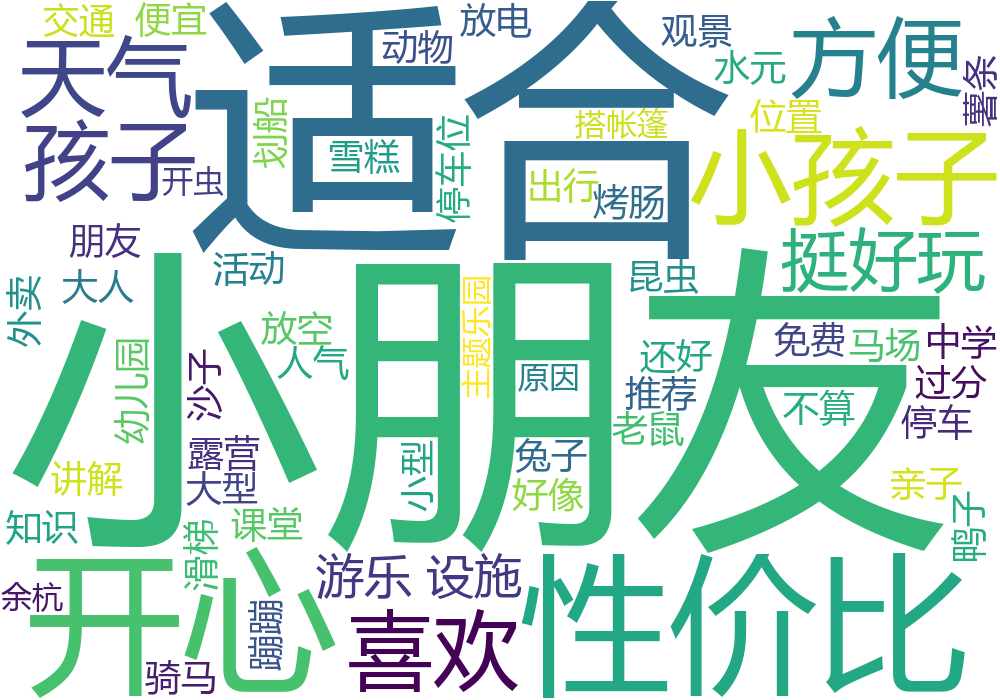 交通
便宜
适合
动物
放电
观景
方便
水元
薯条
天气
划船
雪糕
停车位
搭帐篷
位置
孩子
开虫
出行
烤肠
小孩子
朋友
大人
活动
昆虫
挺好玩
外卖
小朋友
幼儿园
放空
人气
主题乐园
原因
还好
推荐
免费
马场
中学
过分
沙子
老鼠
不算
停车
露营
大型
小型
兔子
好像
讲解
亲子
知识
滑梯
课堂
鸭子
开心
游乐 设施
性价比
余杭
蹦蹦
喜欢
骑马